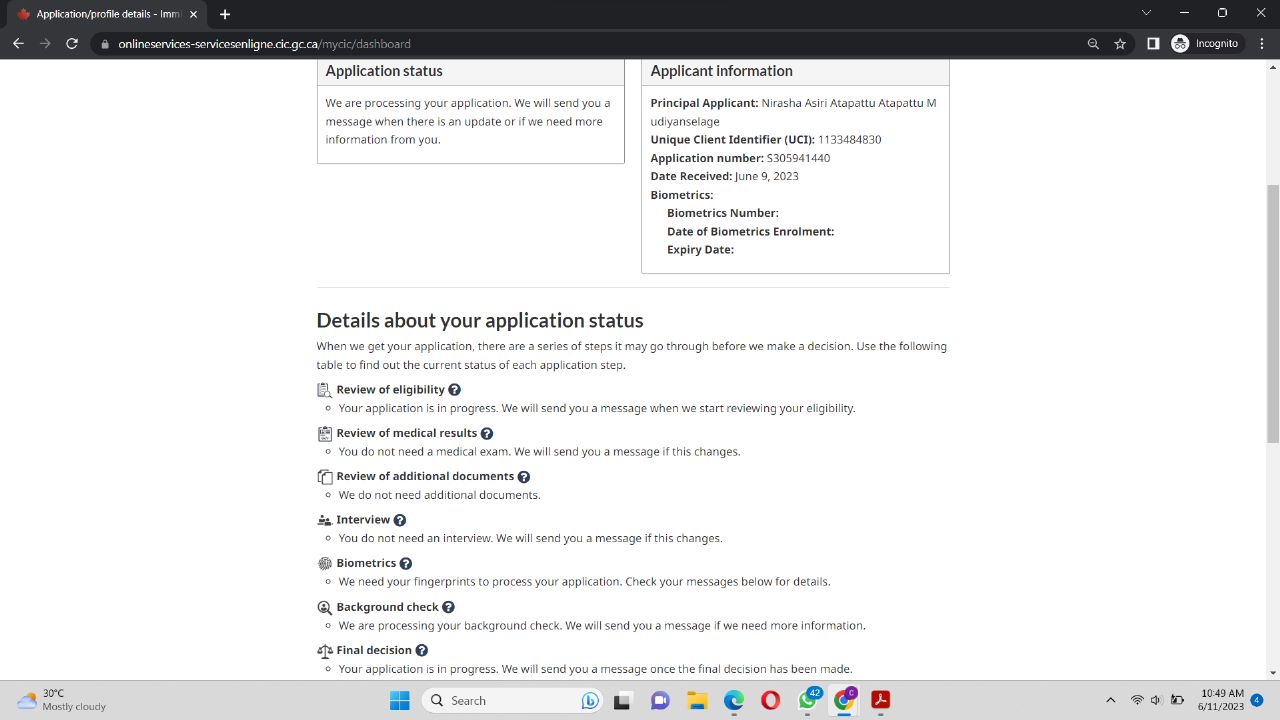 Application/profile details - Immi
onlineservices-servicesenligne.cic.gc.ca/mycic/dashboard
Incognito
Application status
We are processing your application. We will send you a
message when there is an update or if we need more
information from you.
Applicant information
Principal Applicant: Nirasha Asiri Atapattu Atapattu M
udiyanselage
Unique Client Identifier (UCI): 1133484830
Application number: S305941440
Date Received: June 9, 2023
Biometrics:
Biometrics Number:
Date of Biometrics Enrolment:
Expiry Date:
Details about your application status
When we get your application, there are a series of steps it may go through before we make a decision. Use the following
table to find out the current status of each application step.
Review of eligibility ?
Your application is in progress. We will send you a message when we start reviewing your eligibility.
Review of medical results ?
You do not need a medical exam. We will send you a message if this changes.
Review of additional documents ?
We do not need additional documents.
Interview ?
You do not need an interview. We will send you a message if this changes.
Biometrics ?
We need your fingerprints to process your application. Check your messages below for details.
Background check ?
We are processing your background check. We will send you a message if we need more information.
Final decision ?
Your application is in progress. We will send you a message once the final decision has been made.
30°C
Mostly cloudy
Search
42
C
10:49 AM
6/11/2023
4